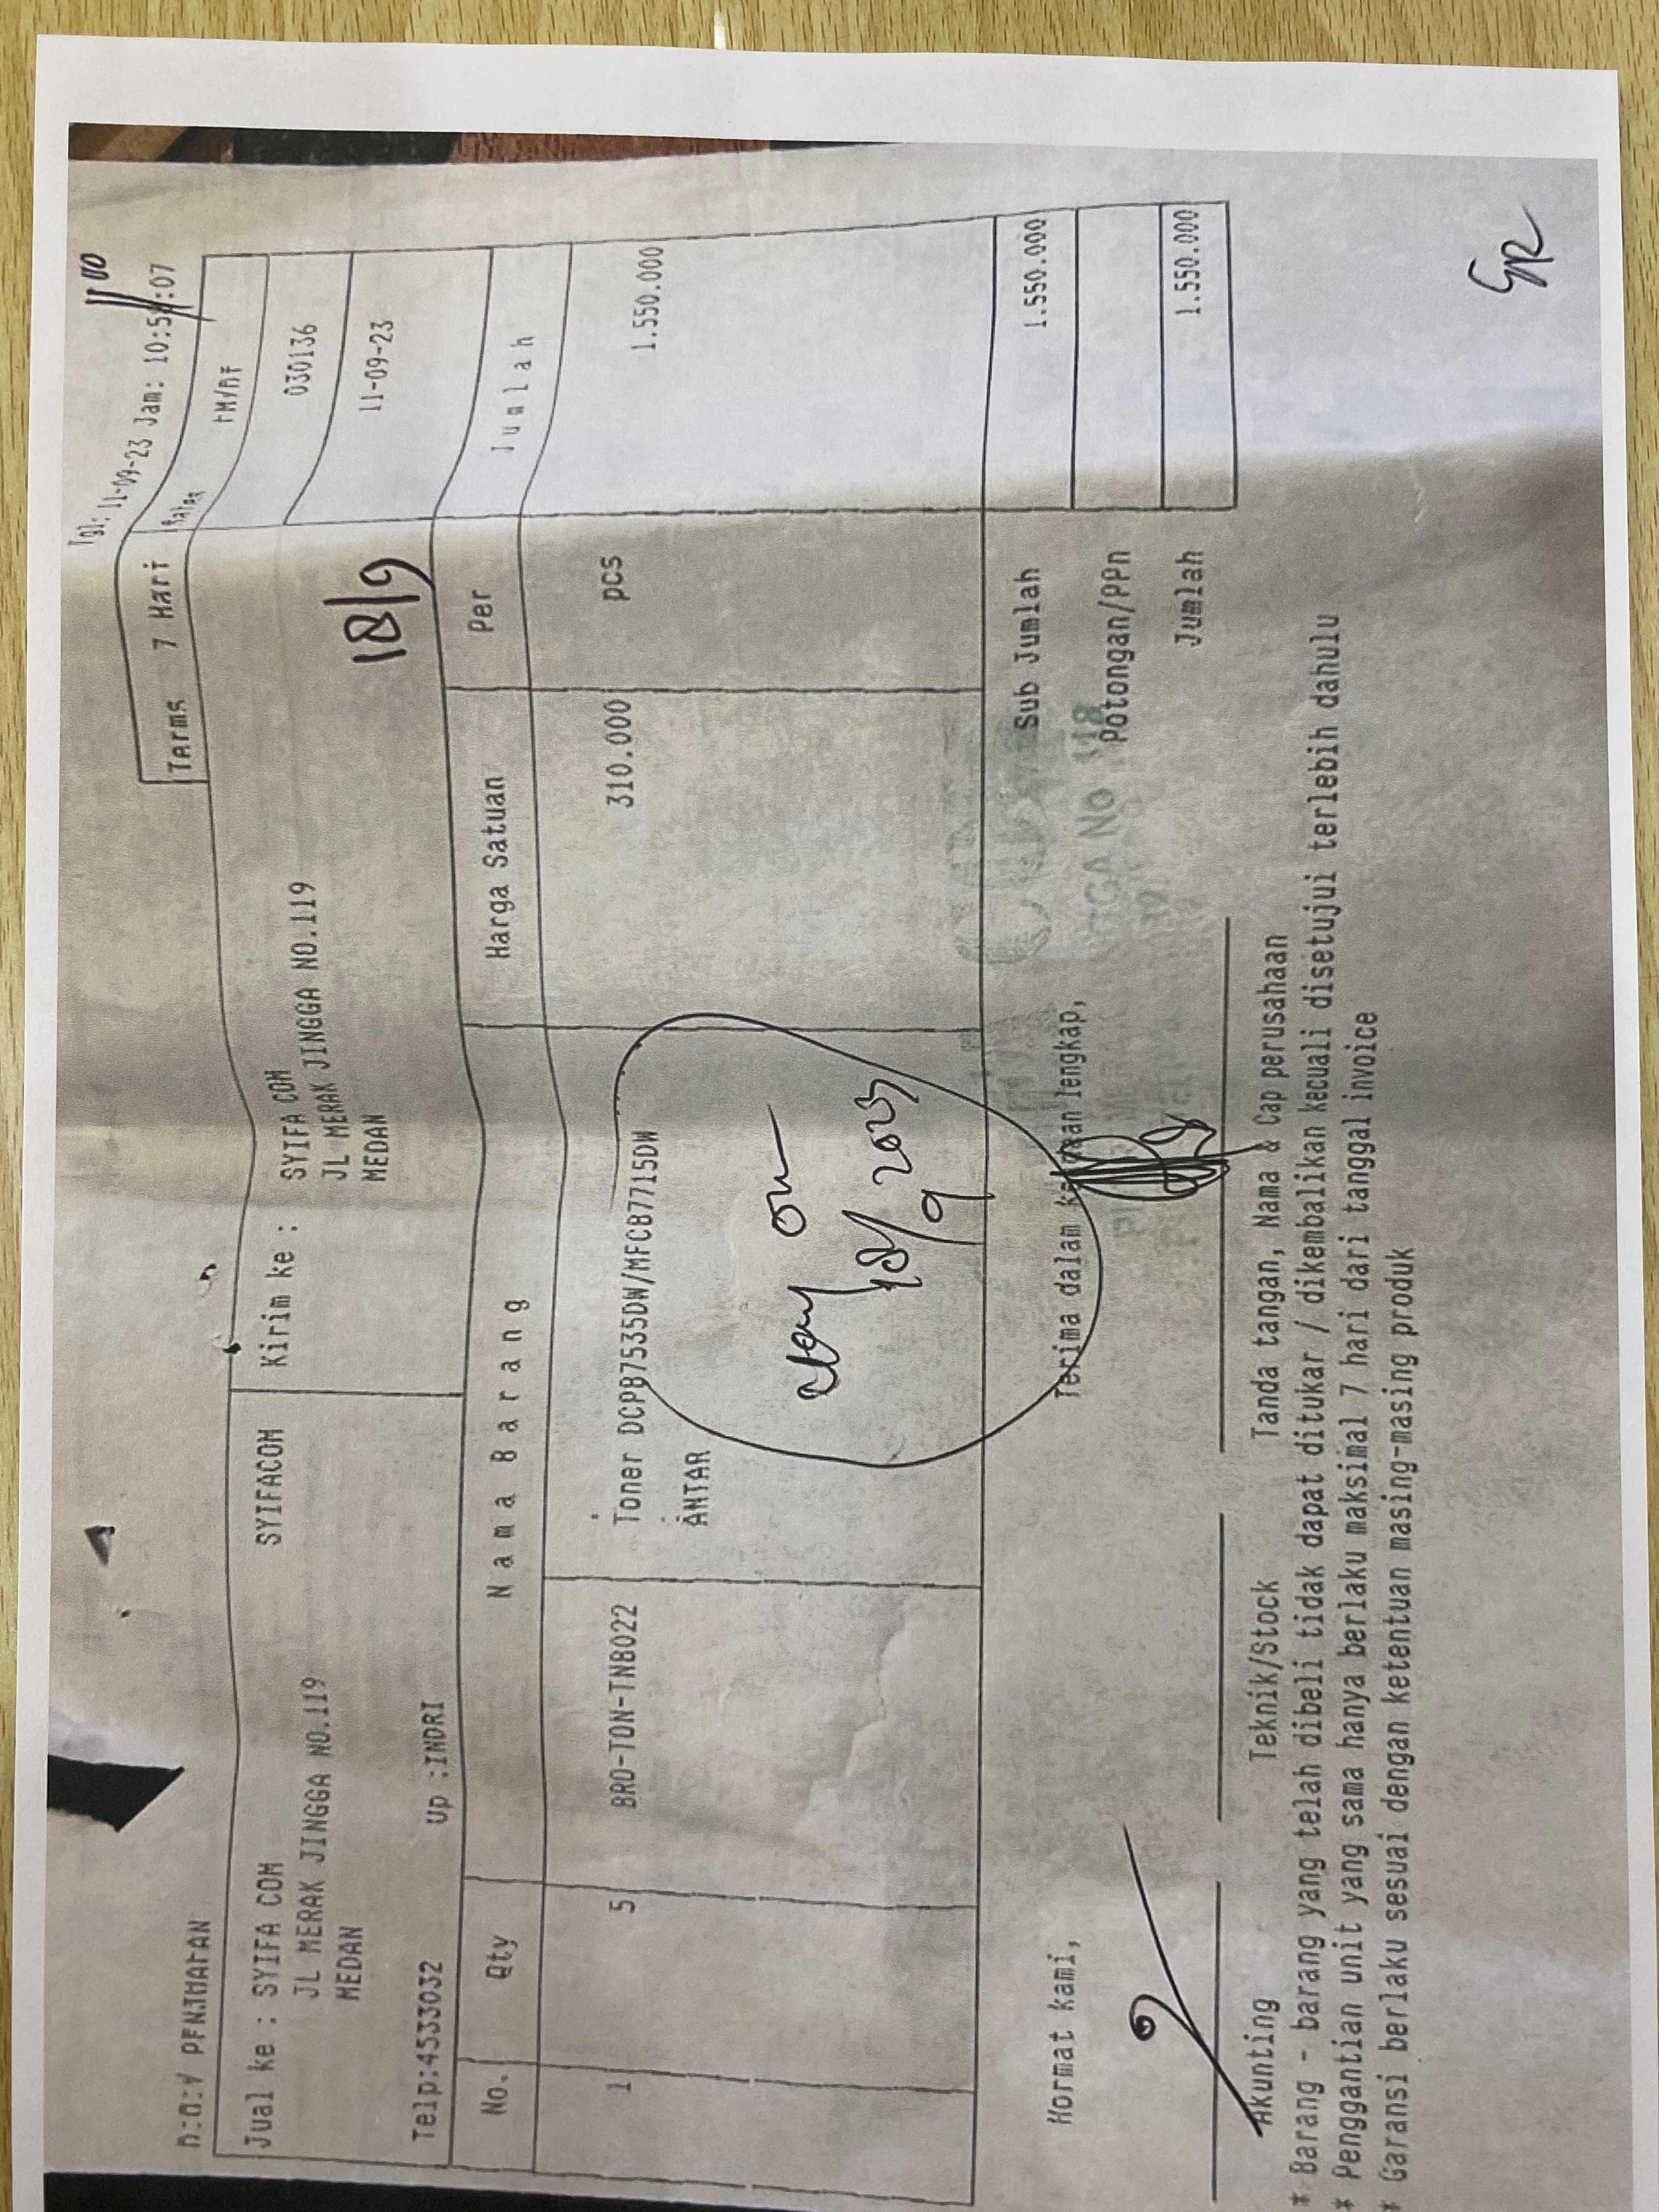 Tgl: 11-09-23 Jam: 10:5 :07
Terms 7 Hari
Sales
PENJUALAN
Jual ke : SYIFA COM SYIFACOM
JL MERAK JINGGA NO.119
MEDAN
Telp:4533032 Up :INDRI
Kirim ke : SYIFA COM
JL MERAK JINGGA NO.119
MEDAN
18/9
030136
11-09-23
No. Qty Nama Barang Harga Satuan Per Jumlah
1 5 BRO-TON-TN8022 Toner DCPB7535DW/MFCB7715DW 310.000 pcs 1.550.000
ANTAR
18/9 2023
Sub Jumlah 1.550.000
Potongan/PPn
Jumlah 1.550.000
Hormat kami,
Terima dalam lengkap,
Akunting Teknik/Stock Tanda tangan, Nama & Cap perusahaan
* Barang - barang yang telah dibeli tidak dapat ditukar / dikembalikan kecuali disetujui terlebih dahulu
* Penggantian unit yang sama hanya berlaku maksimal 7 hari dari tanggal invoice
* Garansi berlaku sesuai dengan ketentuan masing-masing produk